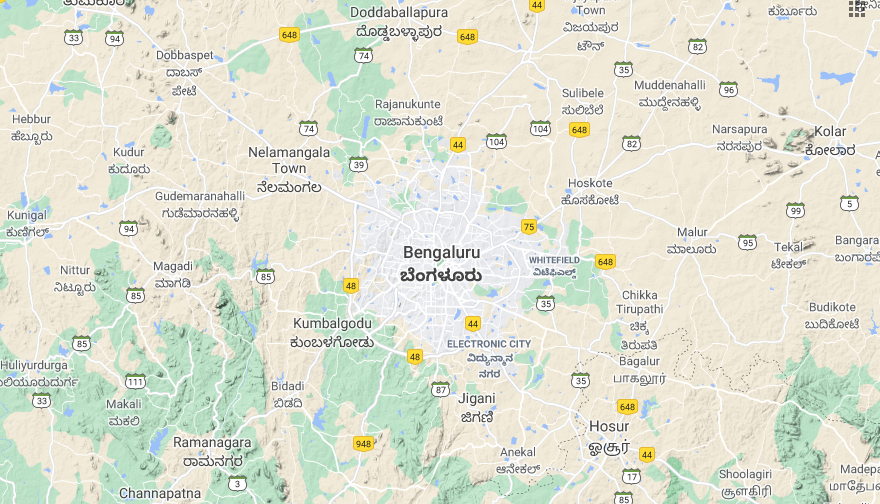 ತುಮಕೂರು
Doddaballapura
ದೊಡ್ಡಬಳ್ಳಾಪುರ
44
Town
ವಿಜಯಪುರ
ಟೌನ್
ಕುರ್ಬೂರು
33
94
648
648
74
82
Dobbaspet
ದಾಬಸ್
ಪೇಟೆ
35
Muddenahalli
ಮುದ್ದೇನಹಳ್ಳಿ
96
Sulibele
ಸುಲಿಬೆಲೆ
Rajanukunte
ರಾಜಾನುಕುಂಟೆ
Hebbur
ಹೆಬ್ಬೂರು
74
44
104
104
648
82
Narsapura
ನರಸಾಪುರ
Kolar
ಕೋಲಾರ
Kudur
ಕುದೂರು
Nelamangala
Town
ನೆಲಮಂಗಲ
39
Gudemaranahalli
ಗುಡೆಮಾರನಹಳ್ಳಿ
Hoskote
ಹೊಸಕೋಟೆ
99
5
Kunigal
ಕುಣಿಗಲ್
94
75
Malur
ಮಾಲೂರು
95
Tekal
ಟೇಕಲ್
Bengaluru
ಬೆಂಗಳೂರು
WHITEFIELD
ವಿಟೆಫಿಎಲ್ಡ್
648
Nittur
ನಿಟ್ಟೂರು
Magadi
ಮಾಗಡಿ
85
85
48
35
Chikka
Tirupathi
ಚಿಕ್ಕ
ತಿರುಪತಿ
Budikote
ಬುದಿಕೋಟೆ
Kumbalgodu
ಕುಂಬಳಗೋಡು
44
85
48
ELECTRONIC CITY
ವಿದ್ಯುನ್ಮಾನ
ನಗರ
Bagalur
பாகலூர்
Huliyurdurga
111
Bidadi
ಬಿಡದಿ
87
35
33
Makali
ಮಕಲಿ
Jigani
ಜಿಗಣಿ
648
Hosur
ஓசூர்
948
Ramanagara
ರಾಮನಗರ
Anekal
ಆನೇಕಲ್
44
17
3
Shoolagiri
சூளகிரி
Channapatna
85